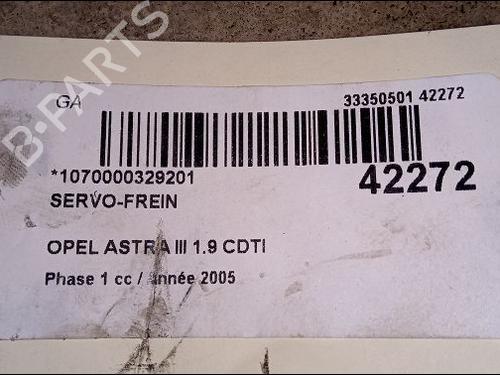 B-PARTS
GA
33350501 42272
*1070000329201
42272
SERVO-FREIN
OPEL ASTRA III 1.9 CDTI
Phase 1 cc / Année 2005